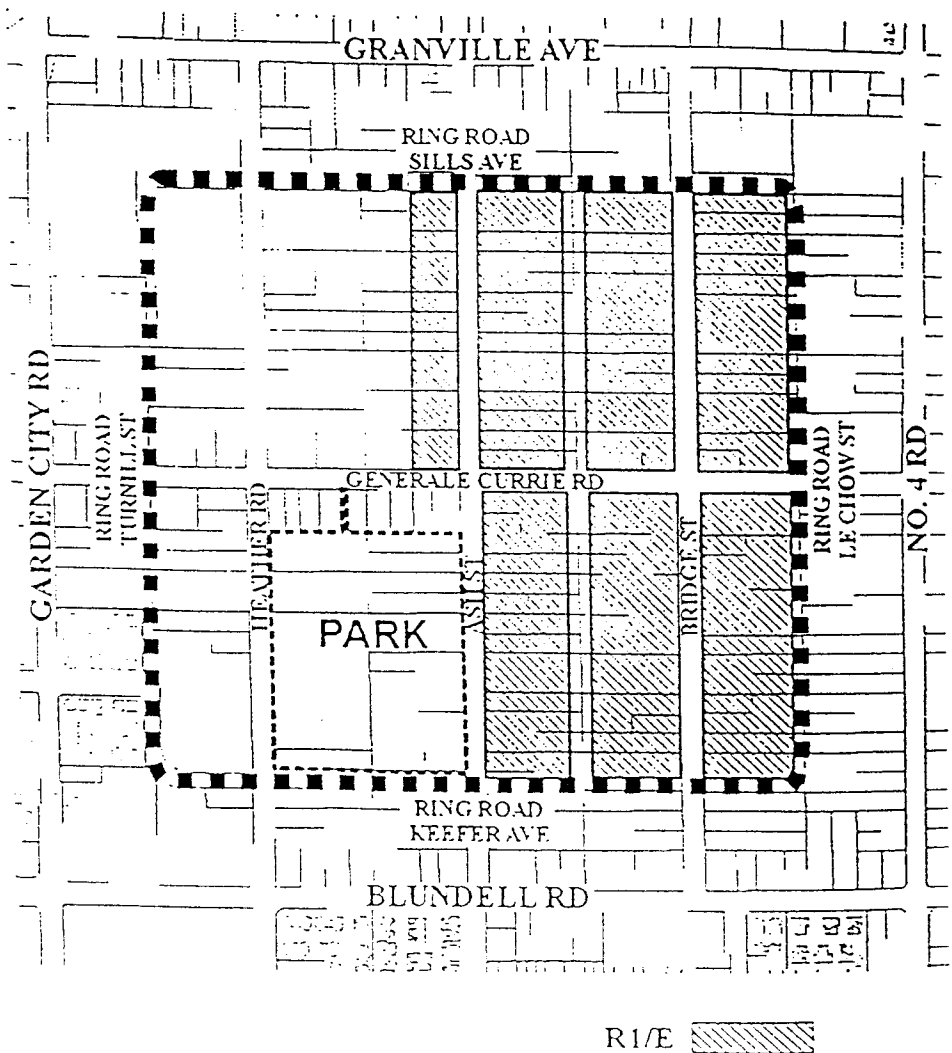 GRANVILLE AVE
RING ROAD
SILLS AVE
GARDEN CITY RD
RING ROAD
TURNILL ST
HEATHER RD
GENERALE CURRIE RD
PARK
ASH ST
BRIDGE ST
RING ROAD
LE CHOW ST
NO. 4 RD
RING ROAD
KEEFER AVE
BLUNDELL RD
R1/E